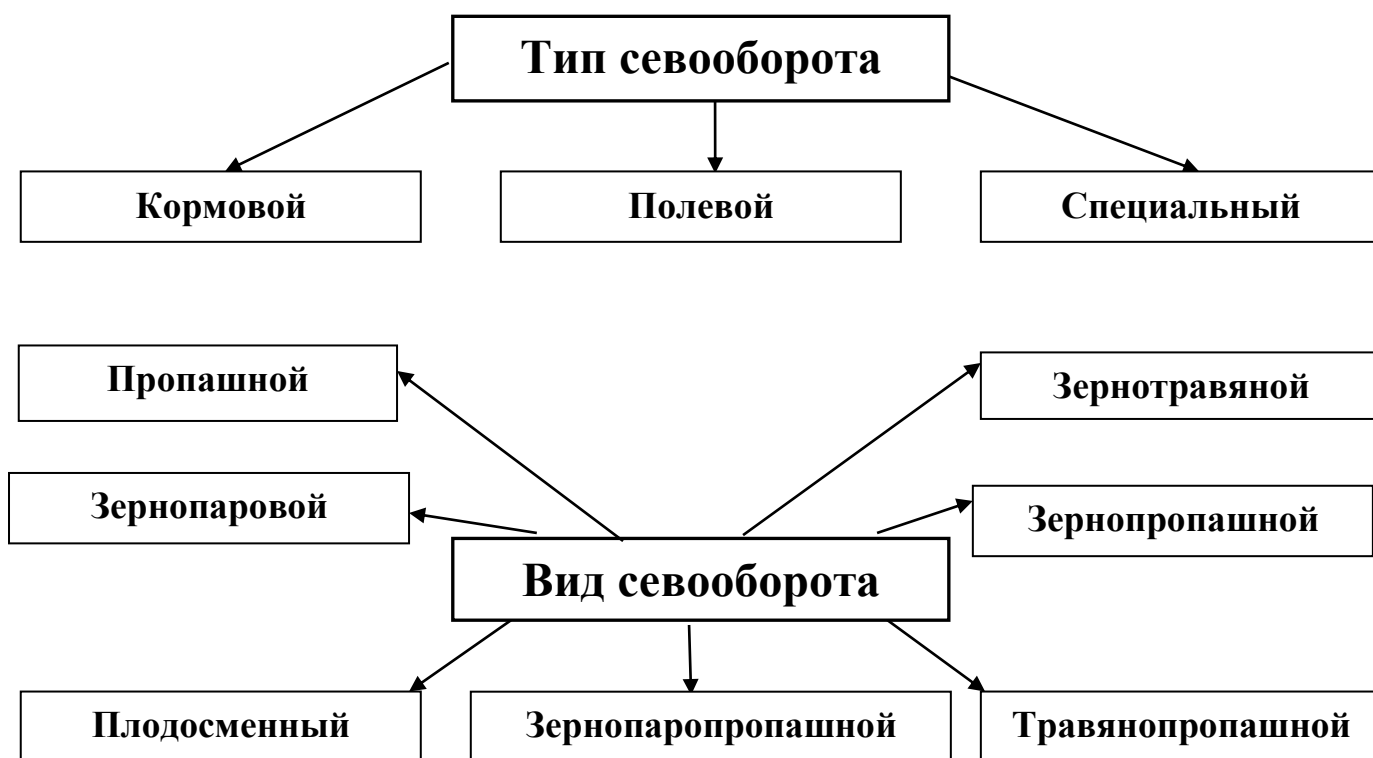 Тип севооборота
Кормовой
Полевой
Специальный
Пропашной
Зернотравяной
Зернопаровой
Зернопропашной
Вид севооборота
Плодосменный
Зернопаропропашной
Травянопропашной